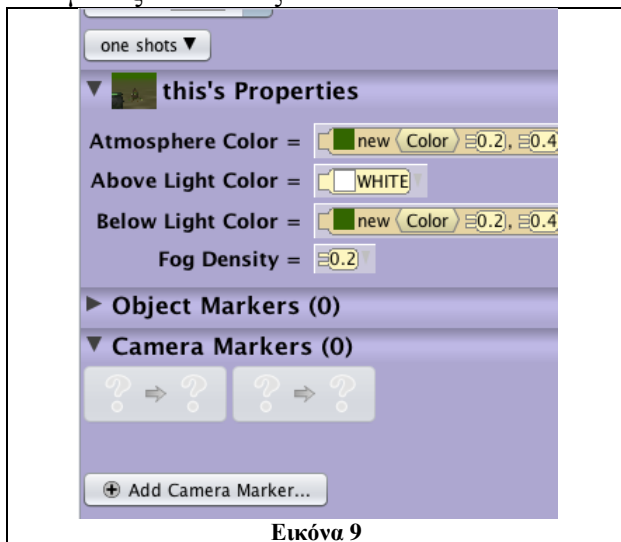 one shots ▼
▼ this's Properties
Atmosphere Color = new Color 0.2, 0.4
Above Light Color = WHITE
Below Light Color = new Color 0.2, 0.4
Fog Density = 0.2
▶ Object Markers (0)
▼ Camera Markers (0)
? ⇒ ? ? ⇒ ?
Add Camera Marker...
Εικόνα 9